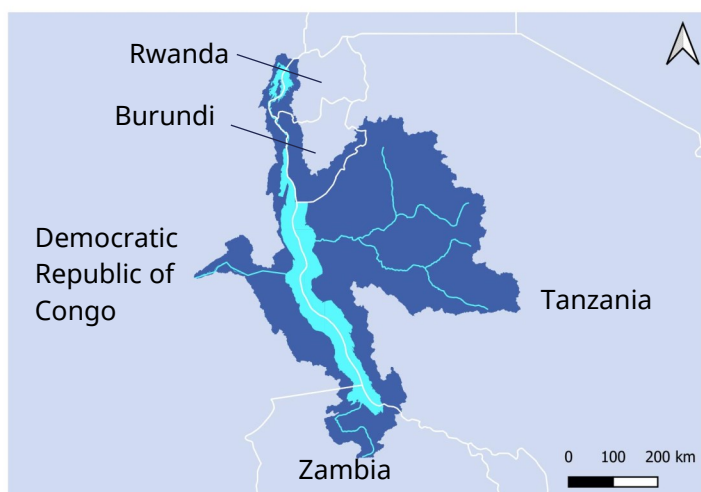 Rwanda
Burundi
Democratic
Republic of
Congo
Tanzania
Zambia
0 100 200 km